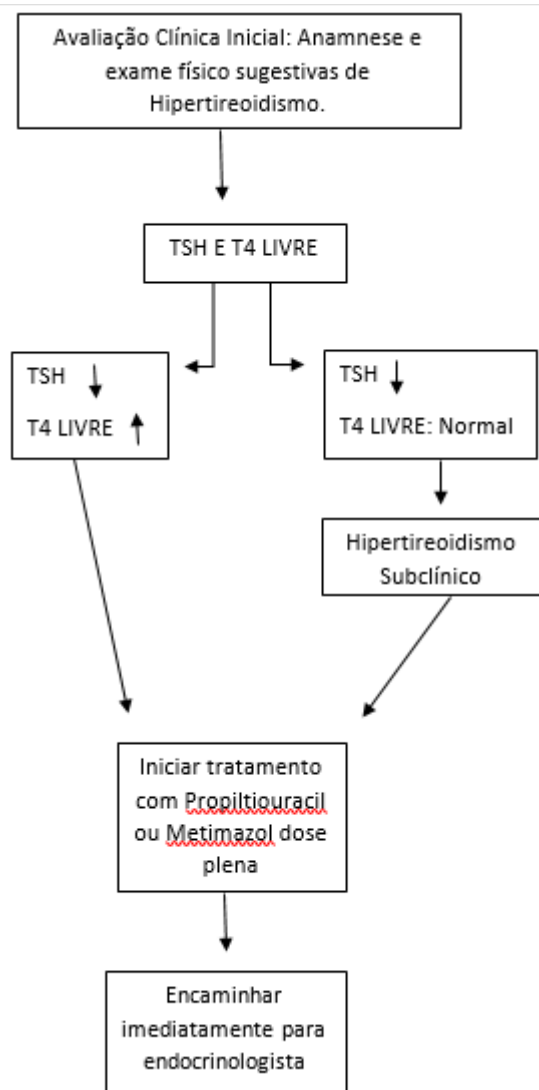 Avaliação Clínica Inicial: Anamnese e
exame físico sugestivas de
Hipertireoidismo.
TSH E T4 LIVRE
TSH
T4 LIVRE
TSH
T4 LIVRE: Normal
Hipertireoidismo
Subclínico
Iniciar tratamento
com Propiltiouracil
ou Metimazol dose
plena
Encaminhar
imediatamente para
endocrinologista